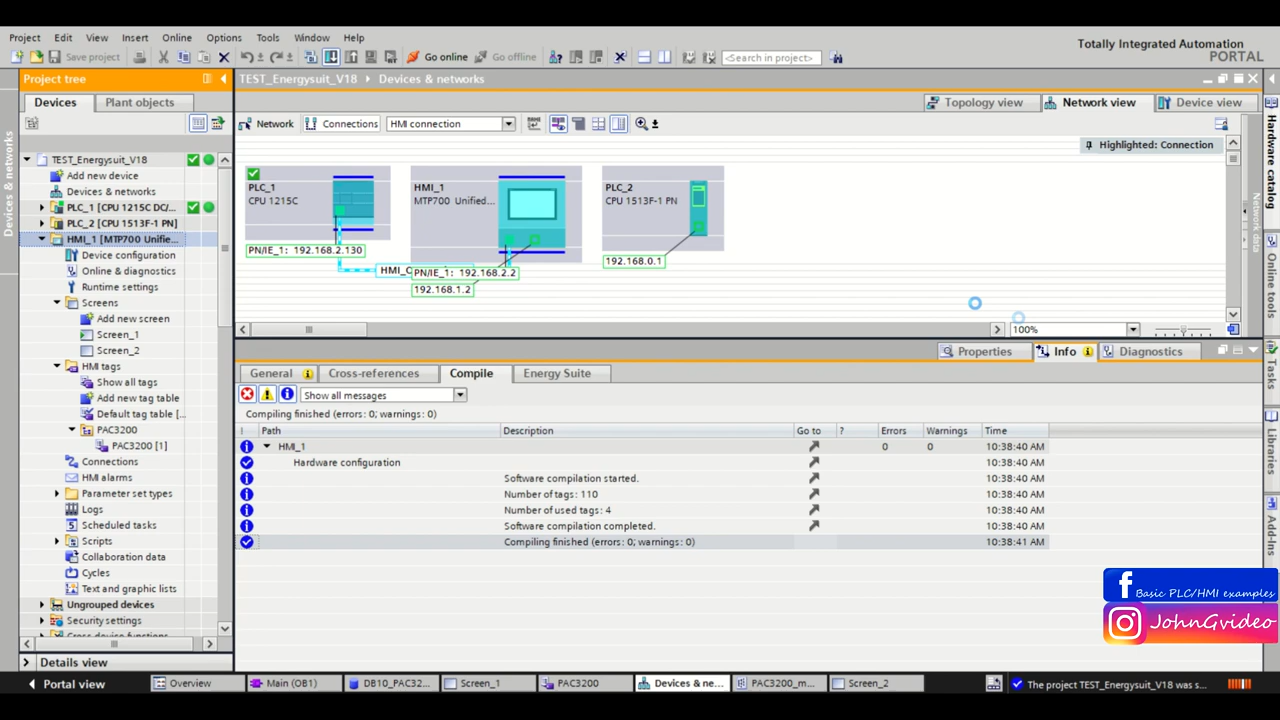 Project Edit View Insert Online Options Tools Window Help
Totally Integrated Automation
PORTAL
Save project Go online Go offline <Search in project>
Project tree
TEST_Energysuit_V18 Devices & networks
Devices Plant objects
Topology view Network view Device view
Network Connections HMI connection
Highlighted: Connection
TEST_Energysuit_V18
Add new device
Devices & networks
PLC_1 [CPU 1215C DC/...
PLC_2 [CPU 1513F-1 PN]
HMI_1 [MTP700 Unifie...
Device configuration
Online & diagnostics
Runtime settings
Screens
Add new screen
Screen_1
Screen_2
HMI tags
Show all tags
Add new tag table
Default tag table [...
PAC3200
PAC3200 [1]
Connections
HMI alarms
Parameter set types
Logs
Scheduled tasks
Scripts
Collaboration data
Cycles
Text and graphic lists
Ungrouped devices
Security settings
Cross-device functions
Details view
Devices & networks
PLC_1
CPU 1215C
HMI_1
MTP700 Unified...
PLC_2
CPU 1513F-1 PN
PN/IE_1: 192.168.2.130
HMI_C
PN/IE_1: 192.168.2.2
192.168.1.2
192.168.0.1
100%
Network data
Properties Info Diagnostics
General Cross-references Compile Energy Suite
Show all messages
Compiling finished (errors: 0; warnings: 0)
! Path Description Go to ? Errors Warnings Time
HMI_1 0 0 10:38:40 AM
Hardware configuration 10:38:40 AM
Software compilation started. 10:38:40 AM
Number of tags: 110 10:38:40 AM
Number of used tags: 4 10:38:40 AM
Software compilation completed. 10:38:40 AM
Compiling finished (errors: 0; warnings: 0) 10:38:41 AM
Hardware catalog
Online tools
Tasks
Libraries
Add-Ins
Basic PLC/HMI examples
JohnGvideo
Portal view Overview Main (OB1) DB10_PAC32... Screen_1 PAC3200 Devices & ne... PAC3200_m... Screen_2 The project TEST_Energysuit_V18 was s...